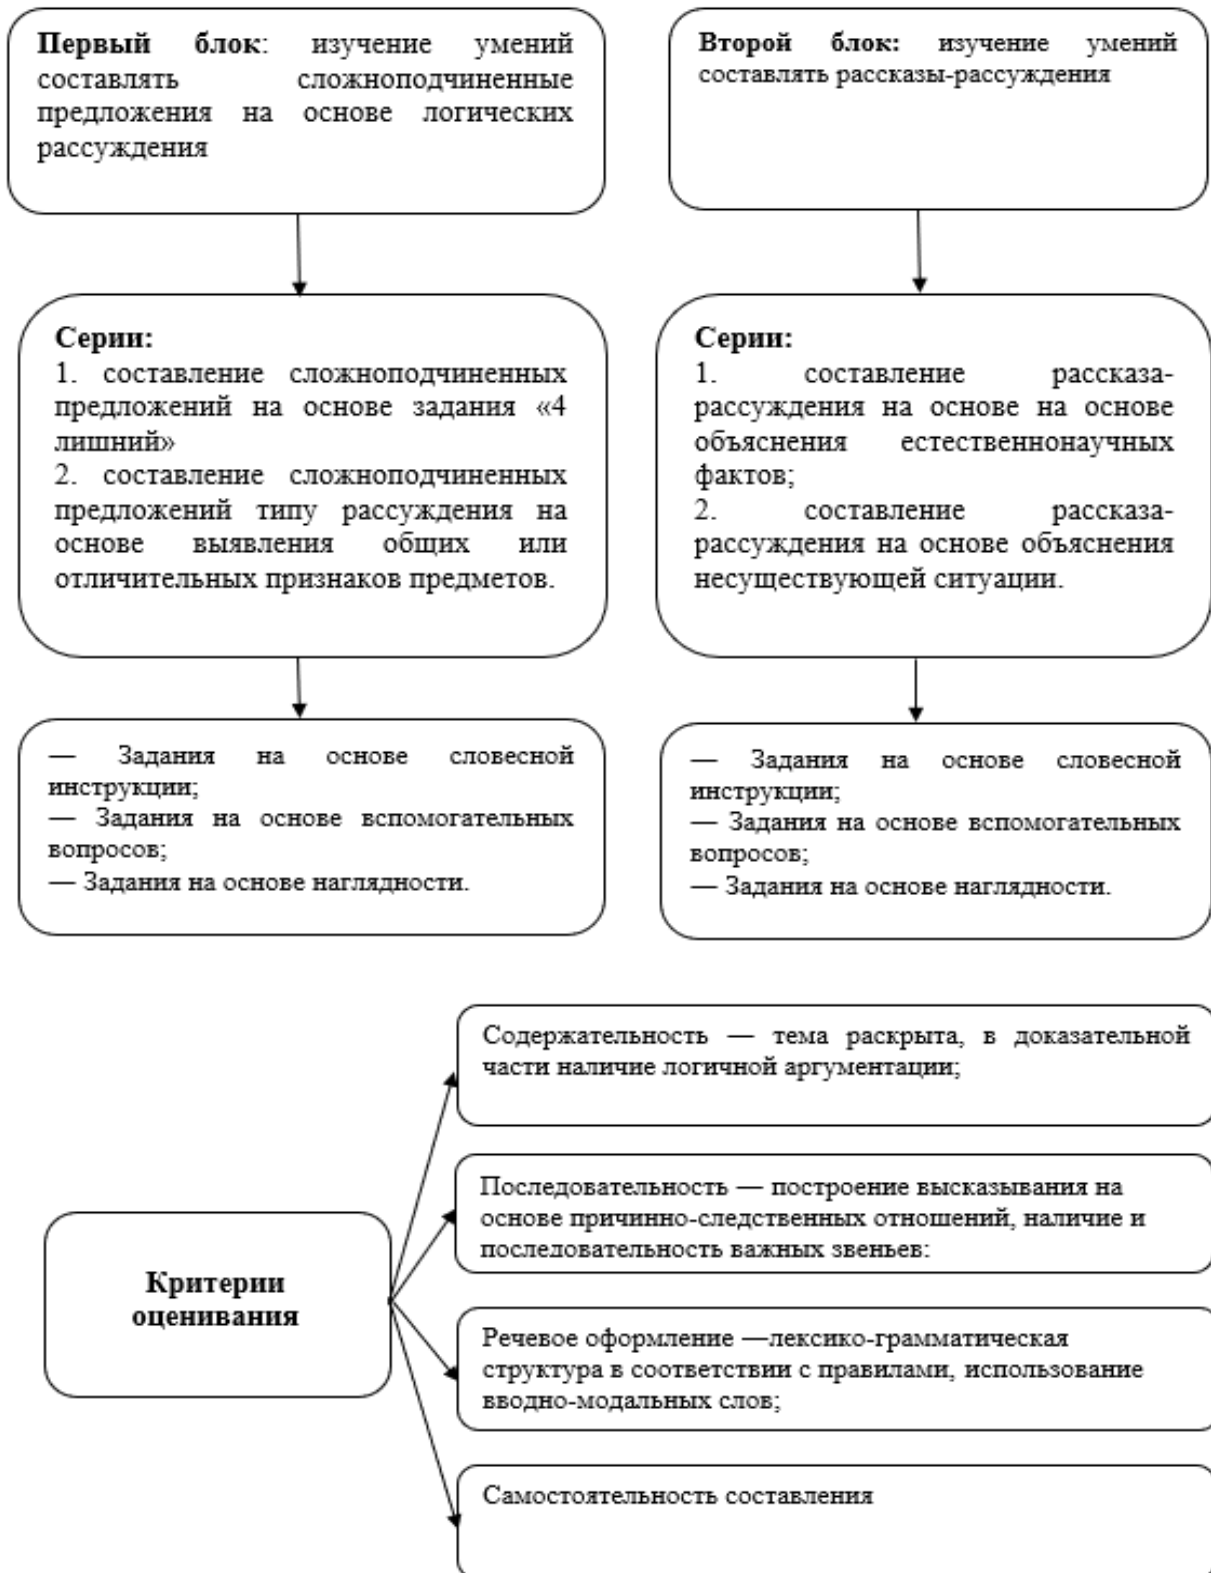 Первый блок: изучение умений
составлять сложноподчиненные
предложения на основе логических
рассуждения
Второй блок: изучение умений
составлять рассказы-рассуждения
Серии:
1. составление сложноподчиненных
предложений на основе задания «4
лишний»
2. составление сложноподчиненных
предложений типу рассуждения на
основе выявления общих или
отличительных признаков предметов.
Серии:
1. составление рассказа-
рассуждения на основе на основе
объяснения естественнонаучных
фактов;
2. составление рассказа-
рассуждения на основе объяснения
несуществующей ситуации.
— Задания на основе словесной
инструкции;
— Задания на основе вспомогательных
вопросов;
— Задания на основе наглядности.
— Задания на основе словесной
инструкции;
— Задания на основе вспомогательных
вопросов;
— Задания на основе наглядности.
Критерии
оценивания
Содержательность — тема раскрыта, в доказательной
части наличие логичной аргументации;
Последовательность — построение высказывания на
основе причинно-следственных отношений, наличие и
последовательность важных звеньев:
Речевое оформление —лексико-грамматическая
структура в соответствии с правилами, использование
вводно-модальных слов;
Самостоятельность составления